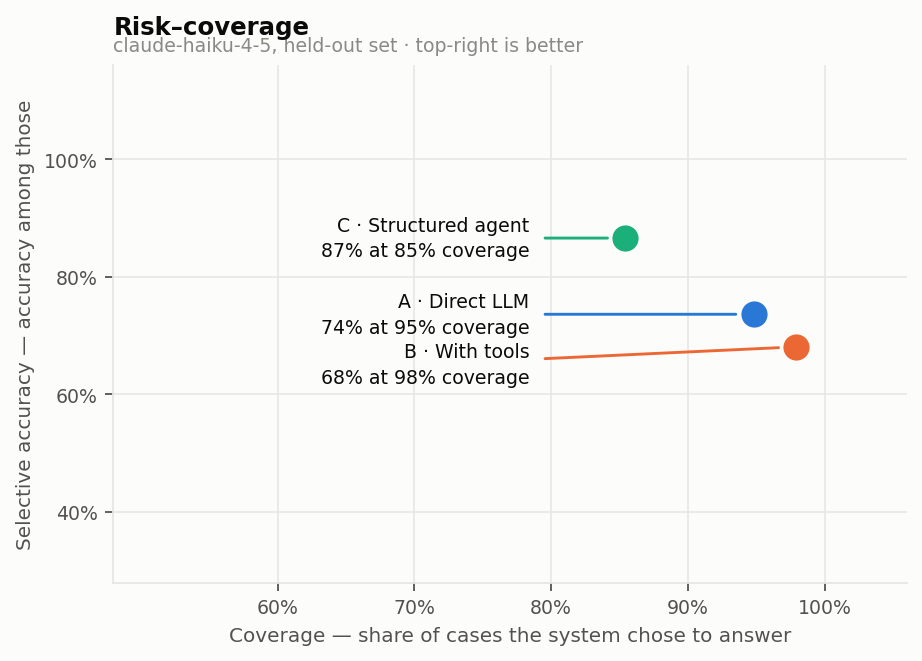 Risk–coverage
claude-haiku-4-5, held-out set · top-right is better
Selective accuracy — accuracy among those
100%
80%
60%
40%
C · Structured agent
87% at 85% coverage
A · Direct LLM
74% at 95% coverage
B · With tools
68% at 98% coverage
60%
70%
80%
90%
100%
Coverage — share of cases the system chose to answer